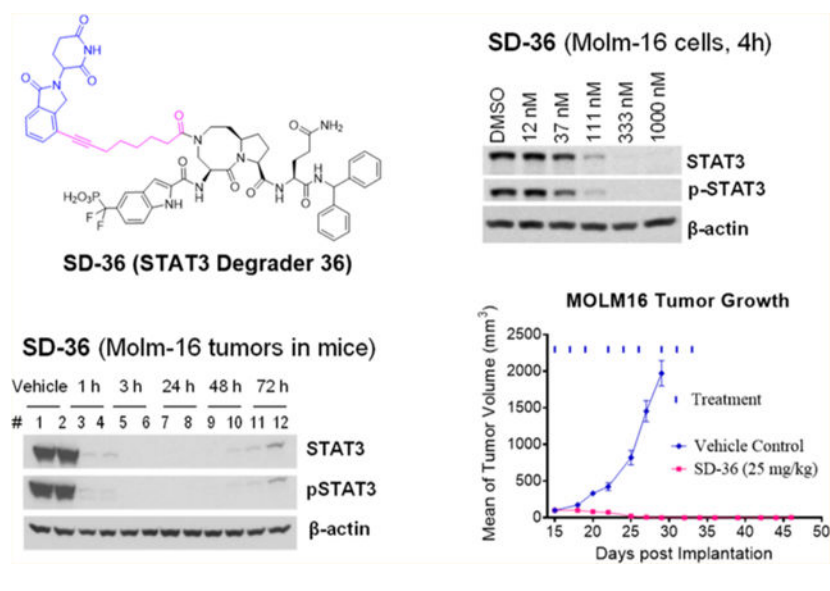 O
NH
O
O
N
O
O
N
H2O3P
F
F
NH
O
N
H
O
N
O
N
H
O
NH2
O
H
N
SD-36 (STAT3 Degrader 36)
SD-36 (Molm-16 cells, 4h)
DMSO
12 nM
37 nM
111 nM
333 nM
1000 nM
STAT3
p-STAT3
β-actin
SD-36 (Molm-16 tumors in mice)
Vehicle 1 h 3 h 24 h 48 h 72 h
# 1 2 3 4 5 6 7 8 9 10 11 12
STAT3
pSTAT3
β-actin
MOLM16 Tumor Growth
Mean of Tumor Volume (mm3)
2500
2000
1500
1000
500
0
Treatment
Vehicle Control
SD-36 (25 mg/kg)
15 20 25 30 35 40 45 50
Days post Implantation